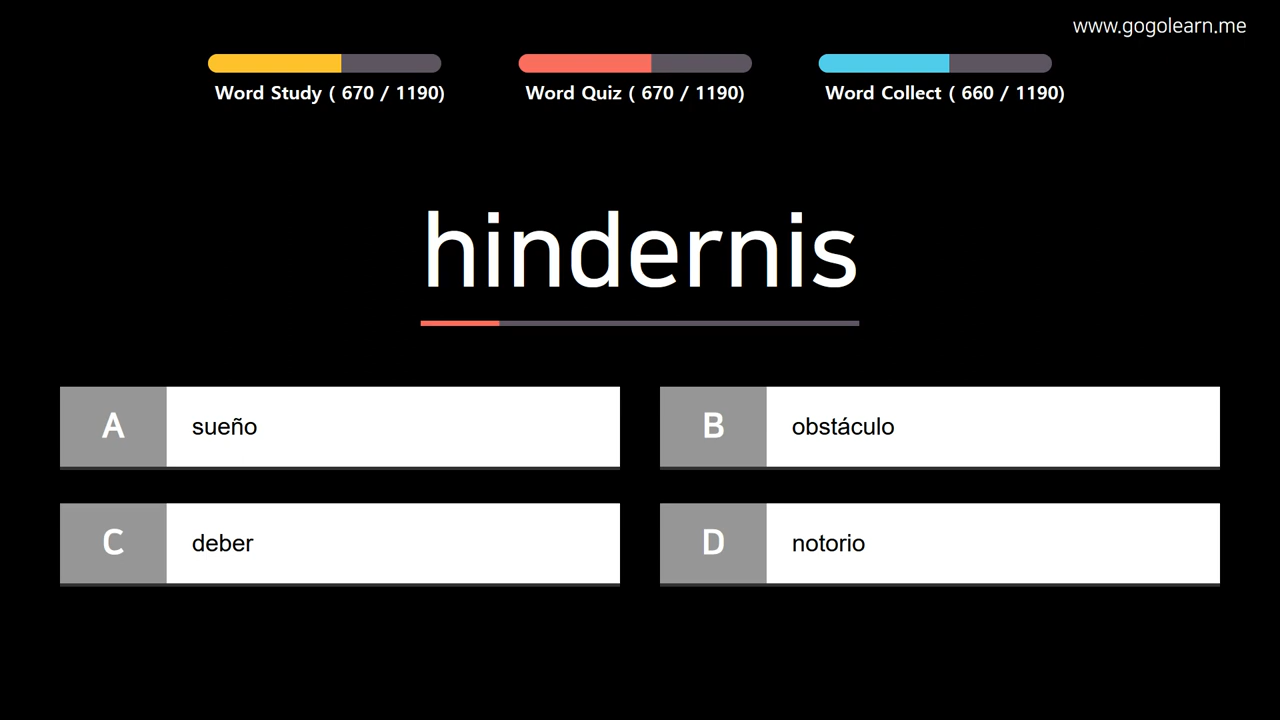 www.gogolearn.me
Word Study ( 670 / 1190)
Word Quiz ( 670 / 1190)
Word Collect ( 660 / 1190)
hindernis
A sueño
B obstáculo
C deber
D notorio